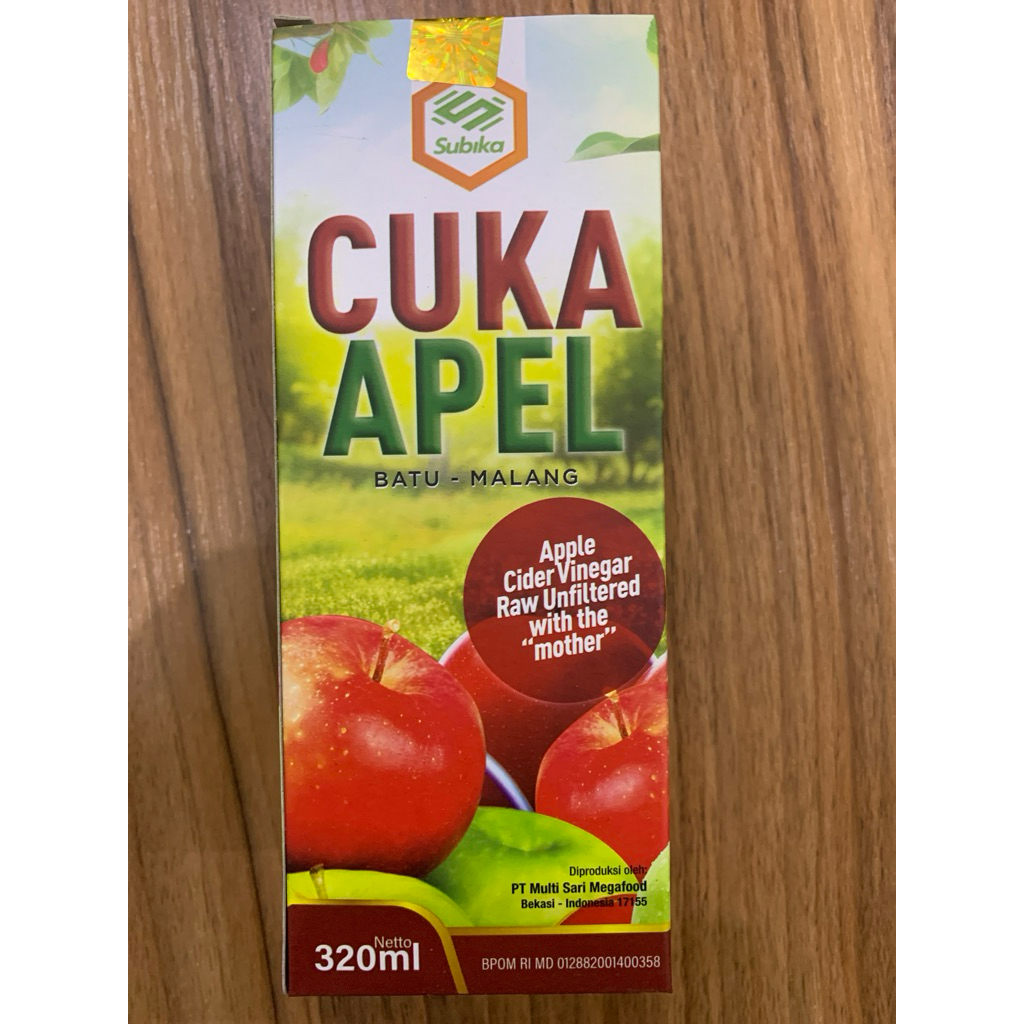 Subika
CUKA
APEL
BATU - MALANG
Apple
Cider Vinegar
Raw Unfiltered
with the
“mother”
Diproduksi oleh:
PT Multi Sari Megafood
Bekasi - Indonesia 17155
Netto
320ml
BPOM RI MD 012882001400358